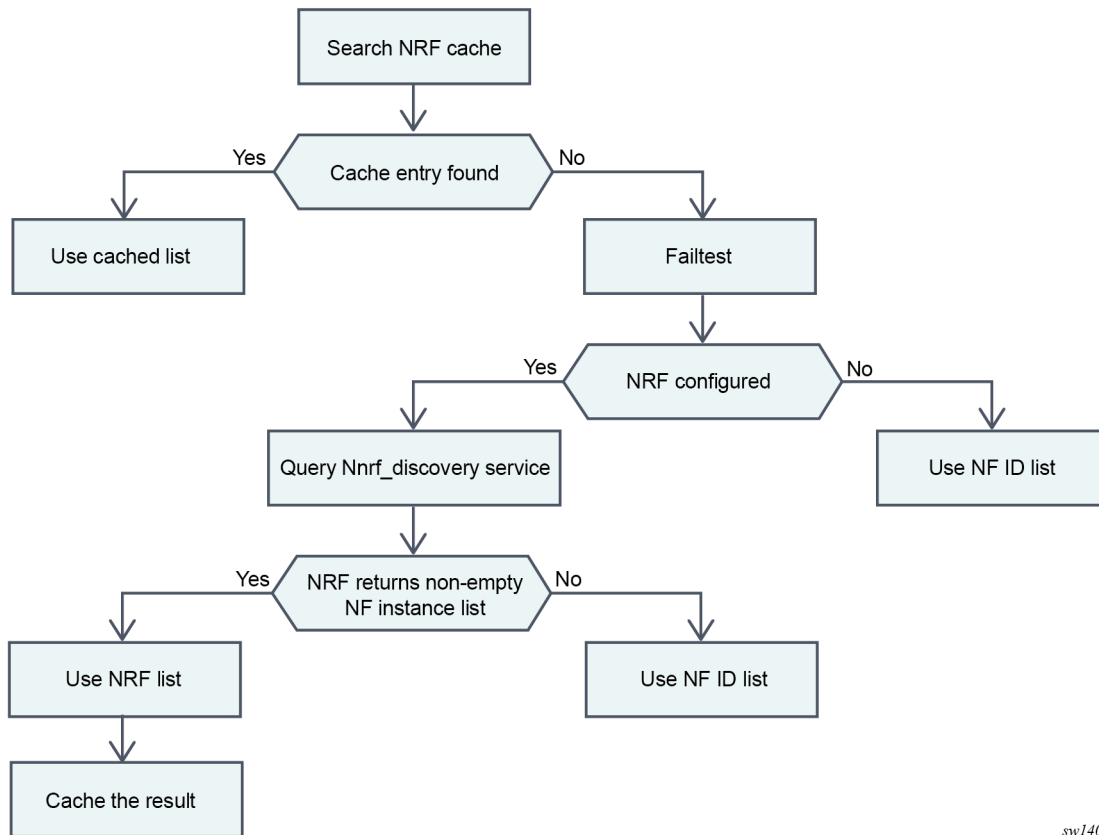 Search NRF cache
Yes
Cache entry found
No
Use cached list
Failtest
Yes
NRF configured
No
Query Nnrf_discovery service
Use NF ID list
Yes
NRF returns non-empty
NF instance list
No
Use NRF list
Use NF ID list
Cache the result